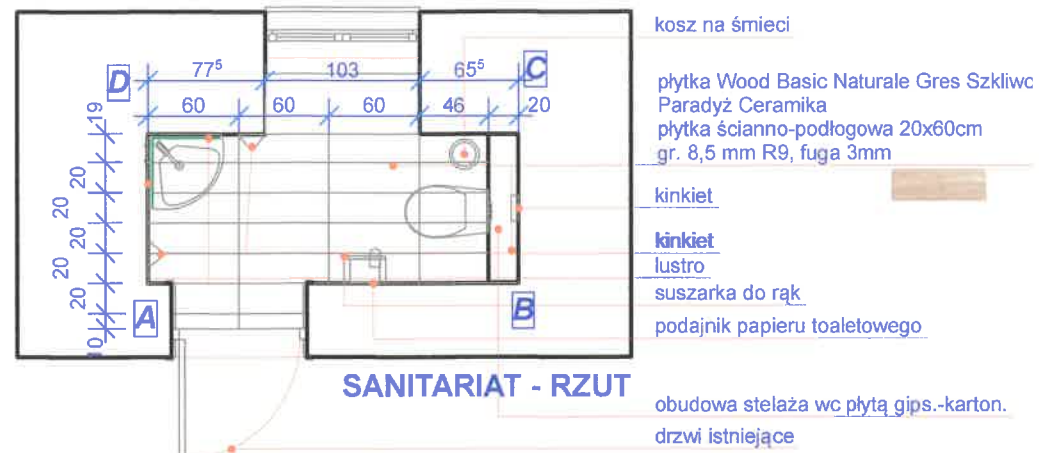 kosz na śmieci
D
77⁵
103
65⁵
C
60
60
60
46
20
płytka Wood Basic Naturale Gres Szkliwo
Paradyż Ceramika
płytka ścianno-podłogowa 20x60cm
gr. 8,5 mm R9, fuga 3mm
19
20
20
20
20
10
kinkiet
kinkiet
lustro
suszarka do rąk
A
B
podajnik papieru toaletowego
SANITARIAT - RZUT
obudowa stelaża wc płytą gips.-karton.
drzwi istniejące